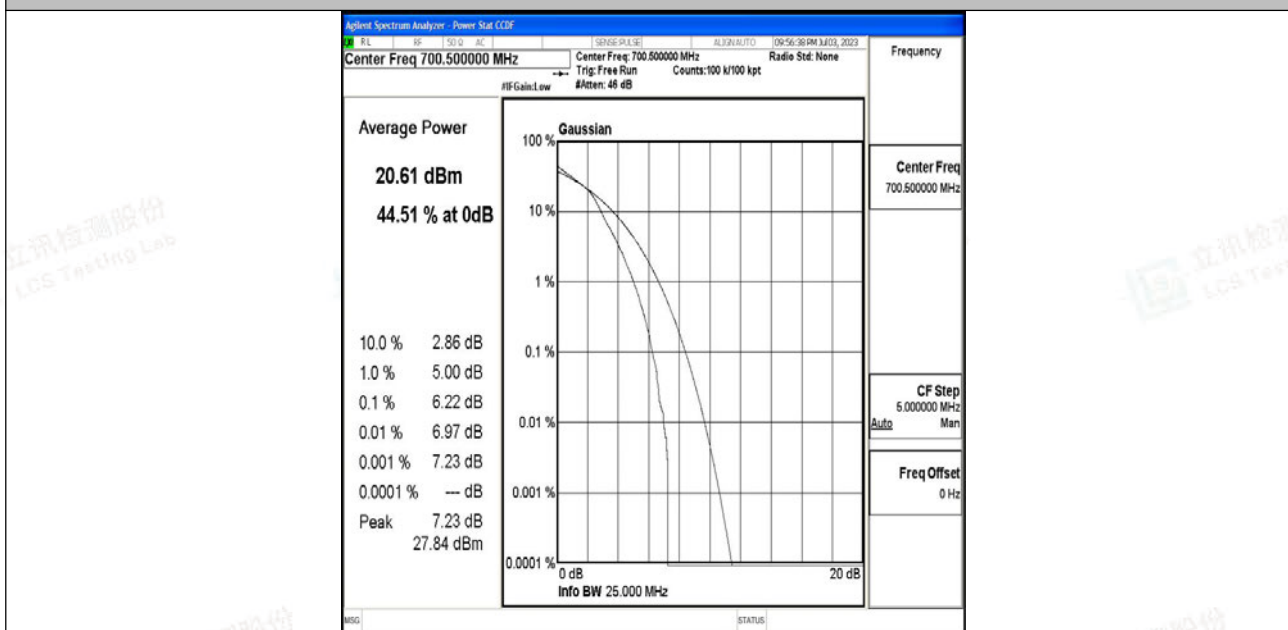 Agilent Spectrum Analyzer - Power Stat CCDF
RL RF 50 Ω AC SENSE:PULSE ALIGNAUTO 09:56:38 PM Jul 03, 2023
Center Freq 700.500000 MHz
Center Freq: 700.500000 MHz Radio Std: None
Trig: Free Run Counts:100 k/100 kpt
#IFGain:Low #Atten: 46 dB
Frequency
Average Power
20.61 dBm
44.51 % at 0dB
10.0 % 2.86 dB
1.0 % 5.00 dB
0.1 % 6.22 dB
0.01 % 6.97 dB
0.001 % 7.23 dB
0.0001 % --- dB
Peak 7.23 dB
27.84 dBm
Gaussian
100 %
10 %
1 %
0.1 %
0.01 %
0.001 %
0.0001 %
0 dB 20 dB
Info BW 25.000 MHz
Center Freq
700.500000 MHz
CF Step
5.000000 MHz
Auto Man
Freq Offset
0 Hz
MSG STATUS
立讯检测股份
LCS Testing Lab